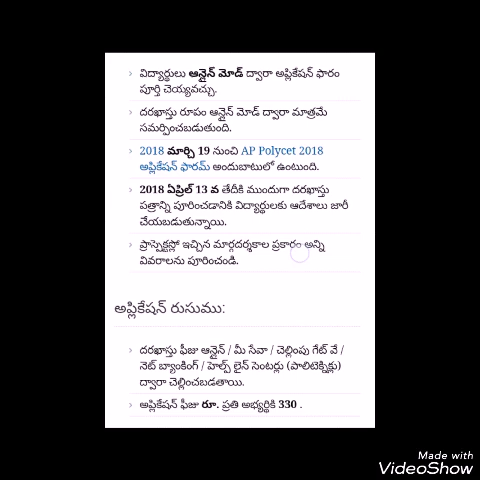 విద్యార్థులు ఆన్లైన్ మోడ్ ద్వారా అప్లికేషన్ ఫారం
పూర్తి చెయ్యవచ్చు.
దరఖాస్తు రూపం ఆన్లైన్ మోడ్ ద్వారా మాత్రమే
సమర్పించబడుతుంది.
2018 మార్చి 19 నుంచి AP Polycet 2018
అప్లికేషన్ ఫారమ్ అందుబాటులో ఉంటుంది.
2018 ఏప్రిల్ 13 వ తేదీకి ముందుగా దరఖాస్తు
పత్రాన్ని పూరించడానికి విద్యార్థులకు ఆదేశాలు జారీ
చేయబడుతున్నాయి.
ప్రాస్పెక్టస్లో ఇచ్చిన మార్గదర్శకాల ప్రకారం అన్ని
వివరాలను పూరించండి.
అప్లికేషన్ రుసుము:
దరఖాస్తు ఫీజు ఆన్లైన్ / మీ సేవా / చెల్లింపు గేట్ వే /
నెట్ బ్యాంకింగ్ / హెల్ప్ లైన్ సెంటర్లు (పాలిటెక్నిక్లు)
ద్వారా చెల్లించబడతాయి.
అప్లికేషన్ ఫీజు రూ. ప్రతి అభ్యర్థికి 330 .
Made with
VideoShow